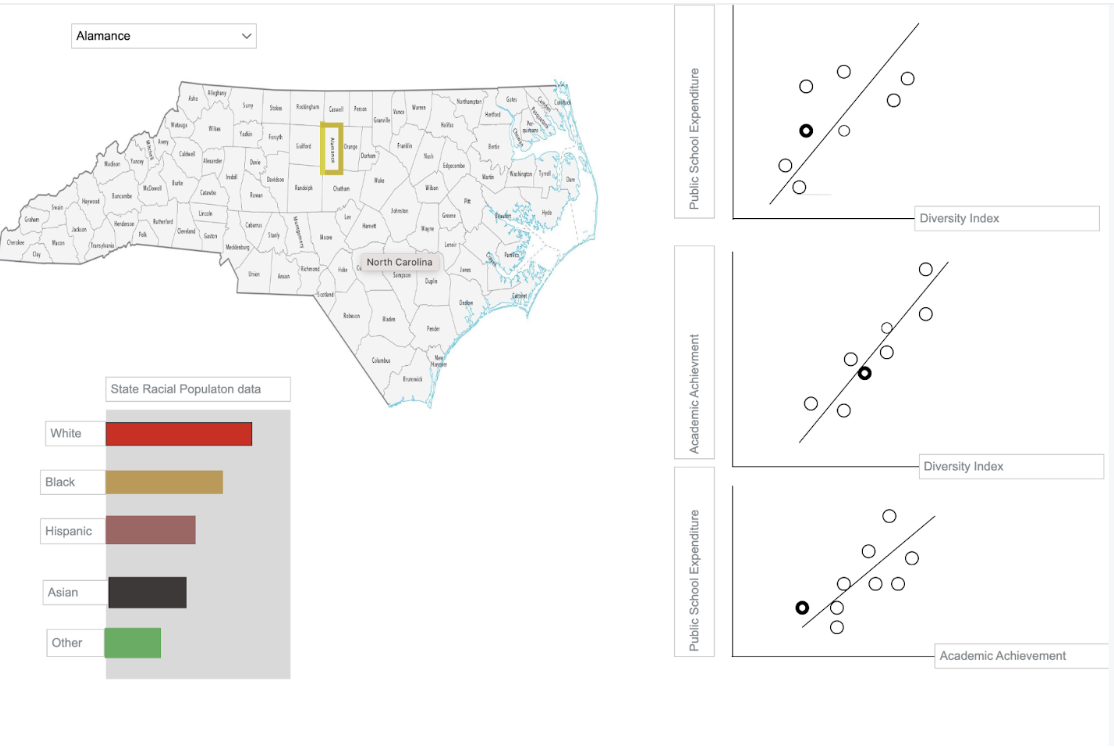 Alamance
Public School Expenditure
Diversity Index
Ashe
Alleghany
Surry
Stokes
Rockingham
Caswell
Person
Vance
Warren
Northampton
Gates
Camden
Currituck
Granville
Hertford
Watauga
Wilkes
Yadkin
Forsyth
Guilford
Alamance
Orange
Durham
Franklin
Halifax
Bertie
Per-
quimans
Chowan
Avery
Mitchell
Caldwell
Alexander
Davie
Nash
Edgecombe
Madison
Yancey
Iredell
Davidson
Randolph
Chatham
Wake
Wilson
Martin
Washington
Tyrrell
Dare
Burke
McDowell
Catawba
Rowan
Buncombe
Haywood
Swain
Pitt
Johnston
Greene
Beaufort
Hyde
Graham
Jackson
Henderson
Rutherford
Lincoln
Cleveland
Gaston
Cabarrus
Stanly
Montgomery
Moore
Lee
Harnett
Wayne
Lenoir
Craven
Pamlico
Cherokee
Clay
Macon
Transylvania
Polk
Mecklenburg
Union
Anson
Richmond
Hoke
North Carolina
Sampson
Duplin
Jones
Scotland
Onslow
Carteret
Robeson
Bladen
Pender
Columbus
New
Hanover
Brunswick
Academic Achievment
Diversity Index
State Racial Populaton data
White
Black
Hispanic
Asian
Other
Public School Expenditure
Academic Achievement